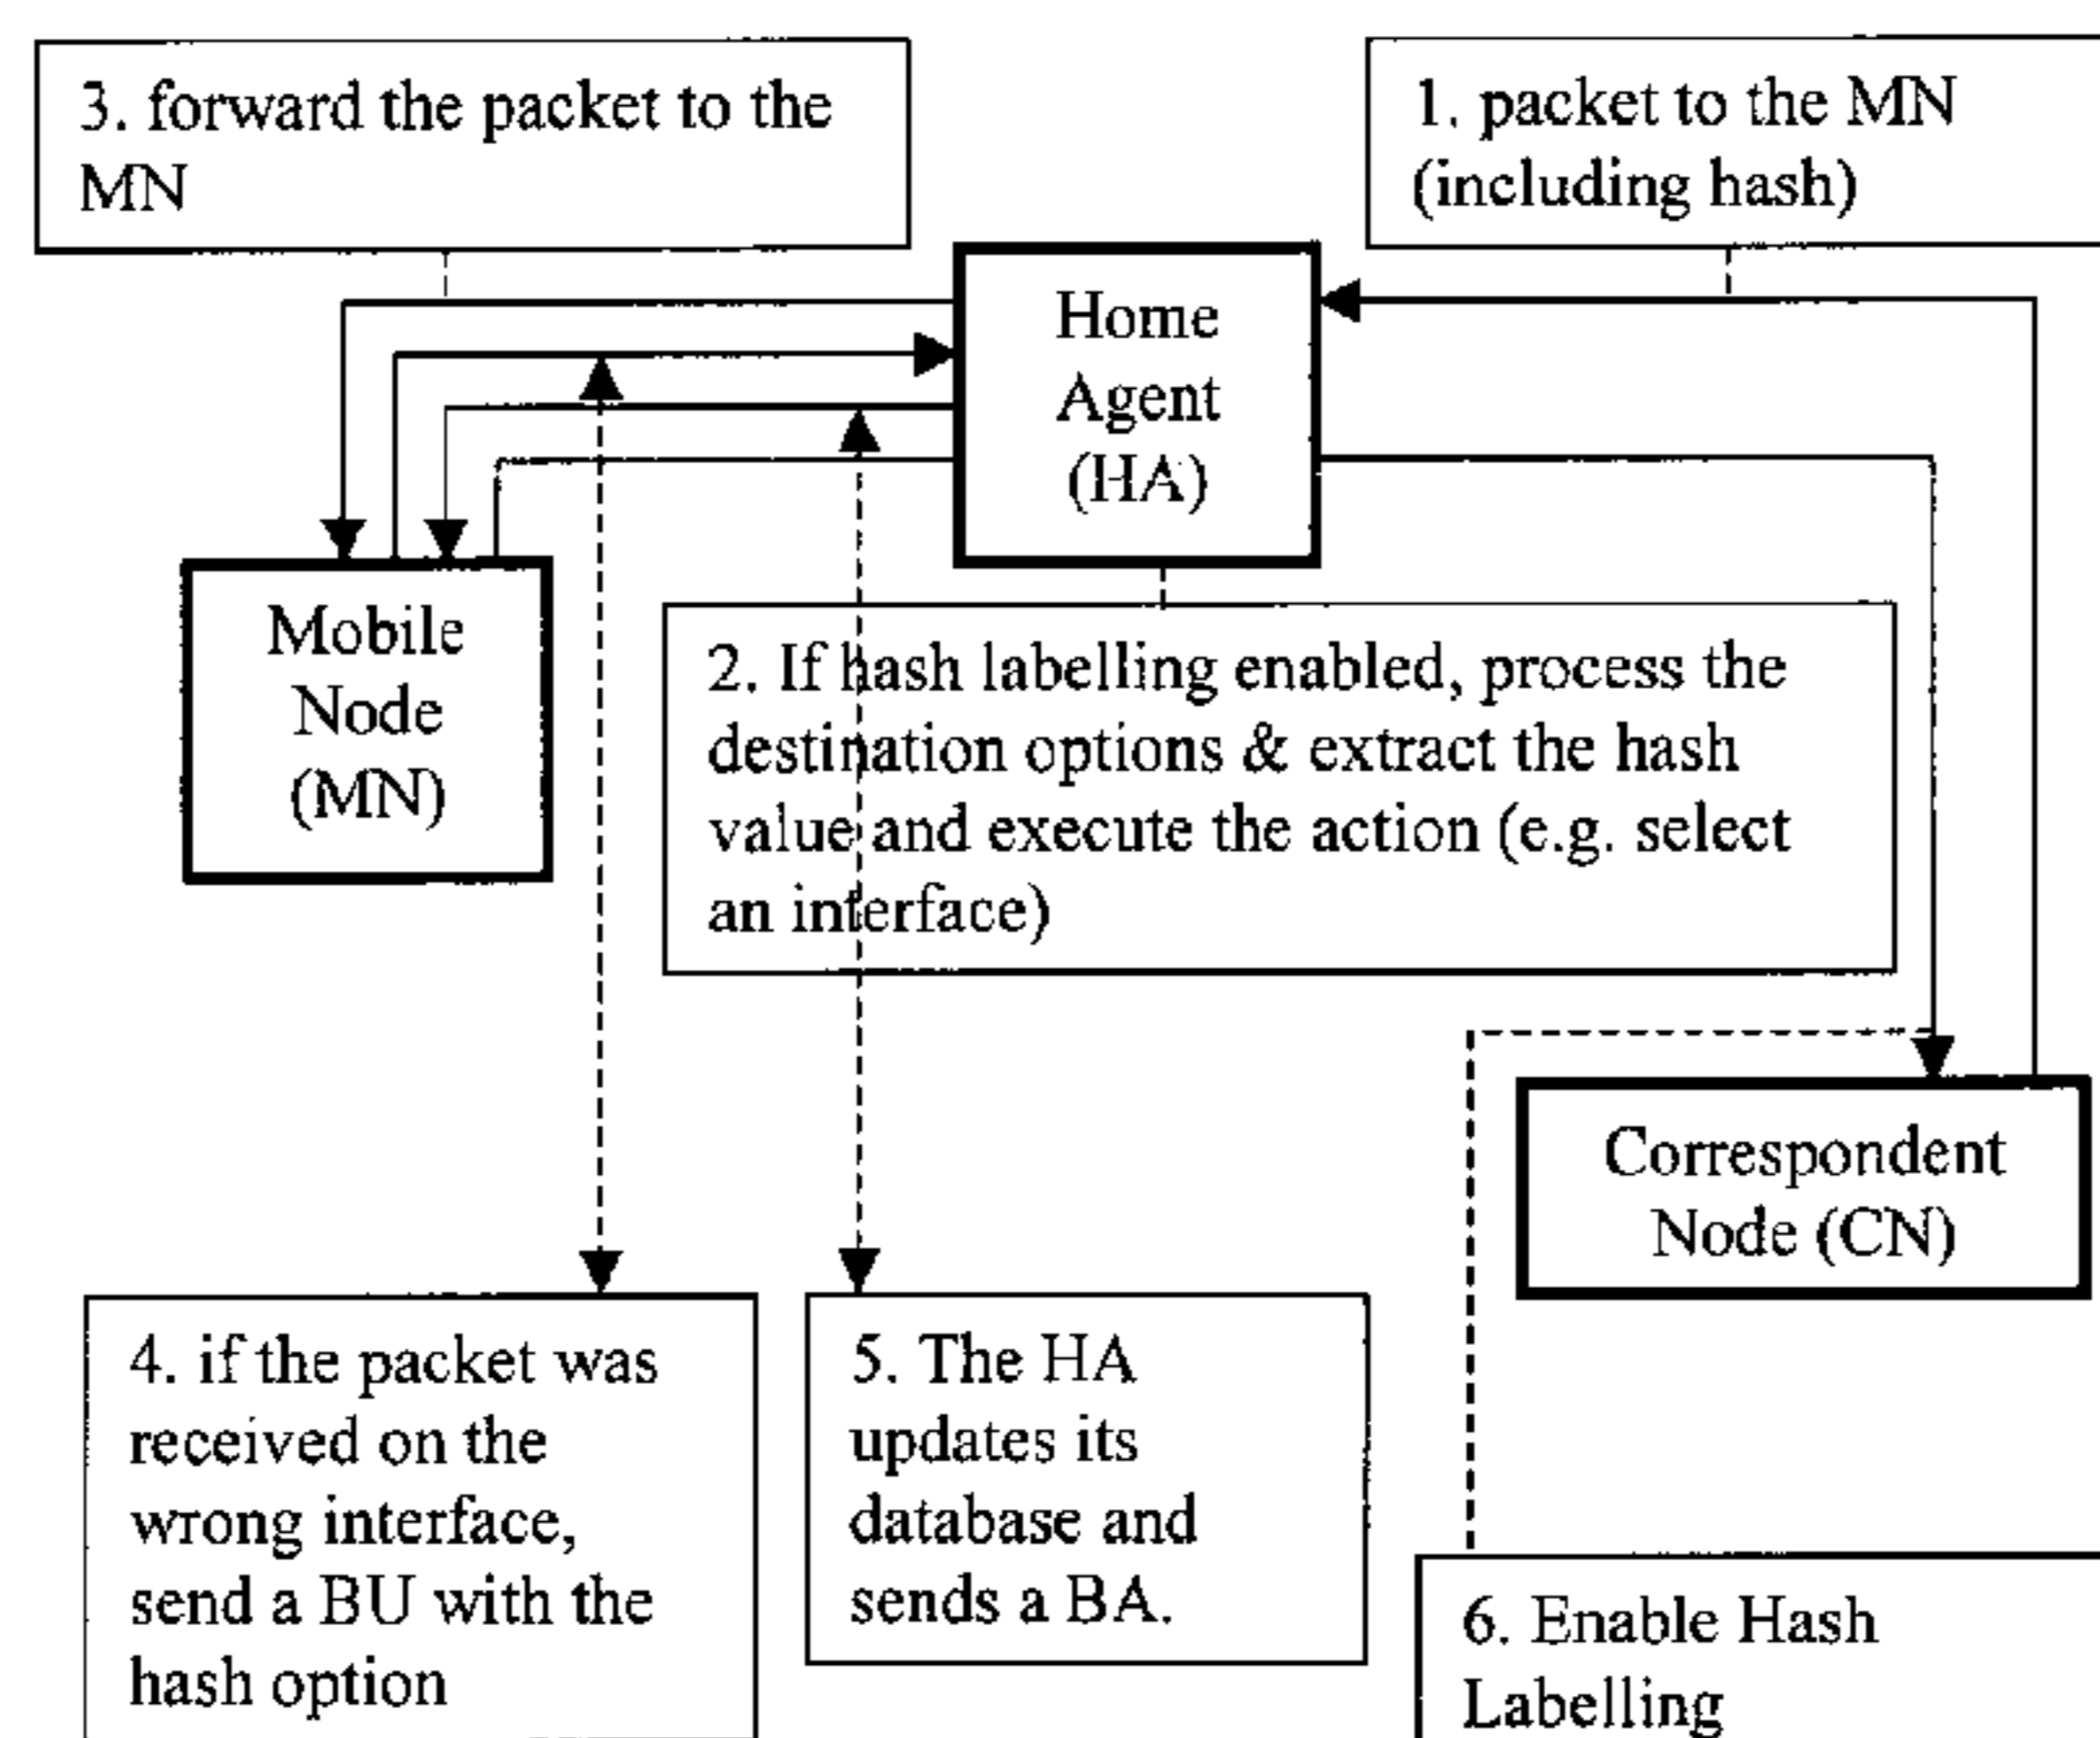 3. forward the packet to the
MN
1. packet to the MN
(including hash)
Home
Agent
(HA)
Mobile
Node
(MN)
2. If hash labelling enabled, process the
destination options & extract the hash
value and execute the action (e.g. select
an interface)
Correspondent
Node (CN)
4. if the packet was
received on the
wrong interface,
send a BU with the
hash option
5. The HA
updates its
database and
sends a BA.
6. Enable Hash
Labelling